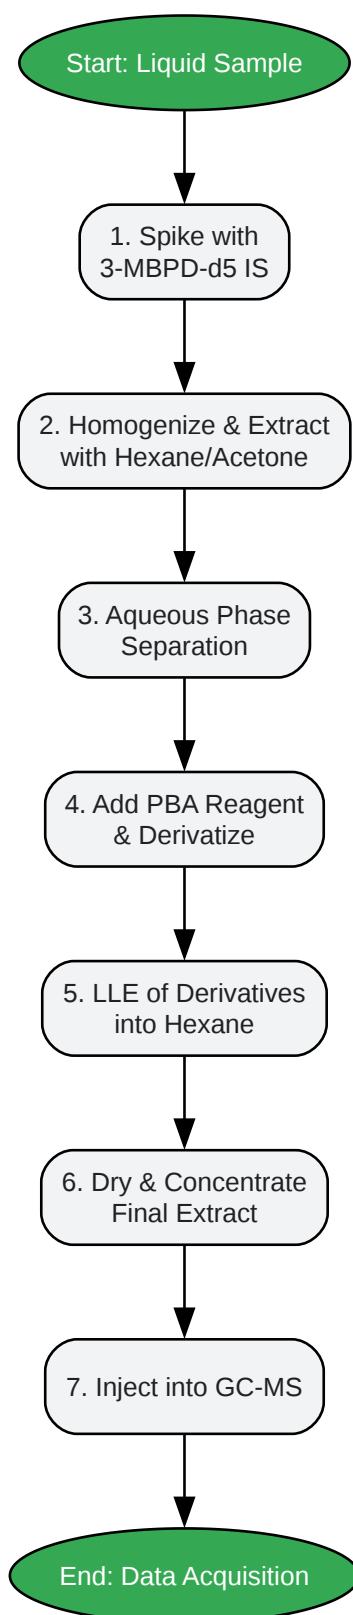 Start: Liquid Sample
1. Spike with
3-MBPD-d5 IS
2. Homogenize & Extract
with Hexane/Acetone
3. Aqueous Phase
Separation
4. Add PBA Reagent
& Derivatize
5. LLE of Derivatives
into Hexane
6. Dry & Concentrate
Final Extract
7. Inject into GC-MS
End: Data Acquisition